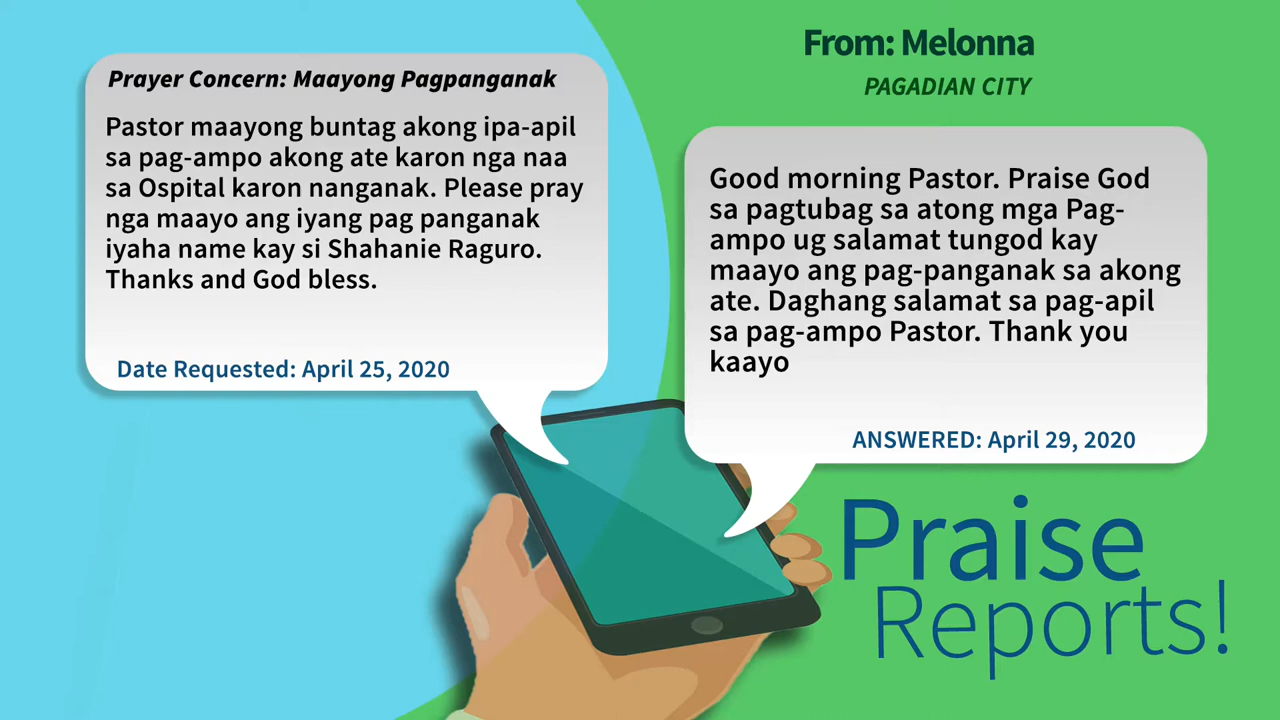 Prayer Concern: Maayong Pagpanganak
Pastor maayong buntag akong ipa-apil
sa pag-ampo akong ate karon nga naa
sa Ospital karon nanganak. Please pray
nga maayo ang iyang pag panganak
iyaha name kay si Shahanie Raguro.
Thanks and God bless.
Date Requested: April 25, 2020
From: Melonna
PAGADIAN CITY
Good morning Pastor. Praise God
sa pagtubag sa atong mga Pag-
ampo ug salamat tungod kay
maayo ang pag-panganak sa akong
ate. Daghang salamat sa pag-apil
sa pag-ampo Pastor. Thank you
kaayo
ANSWERED: April 29, 2020
Praise
Reports!